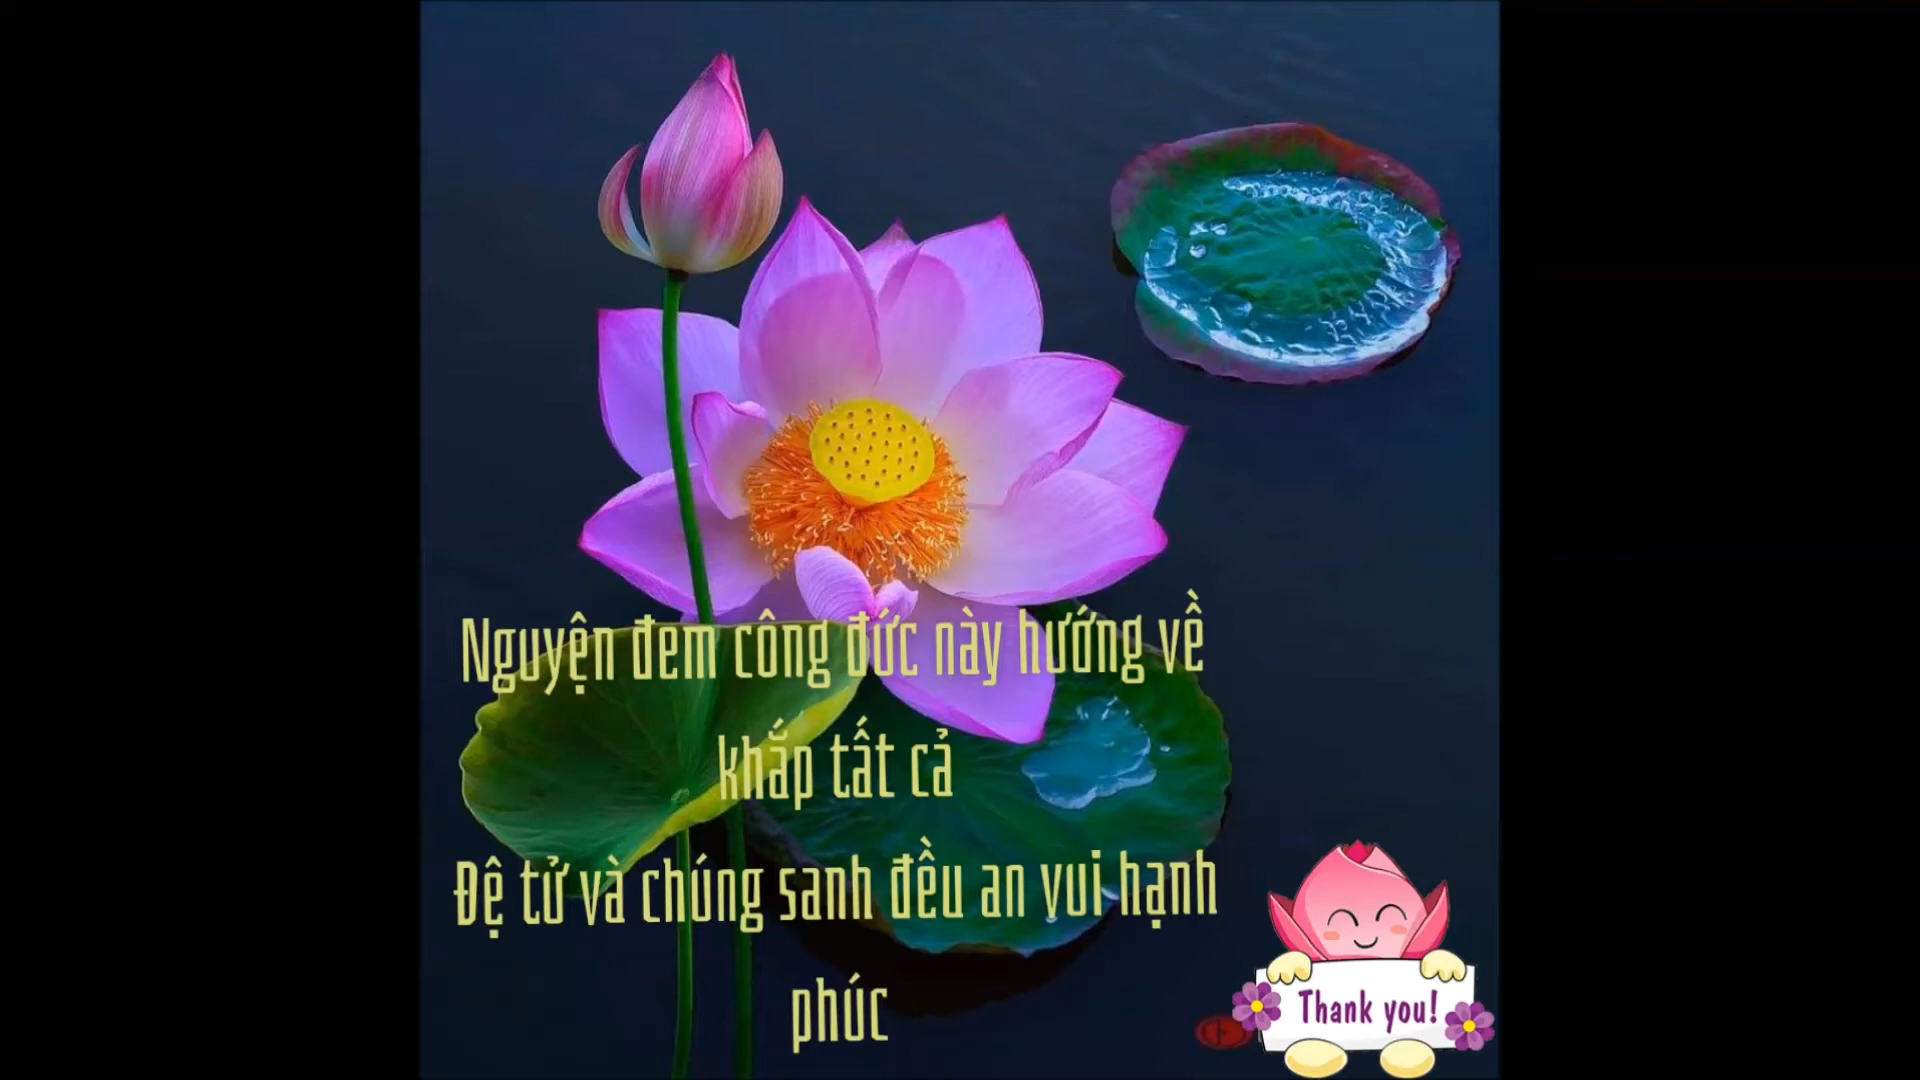 Nguyện đem công đức này hướng về
khắp tất cả
Đệ tử và chúng sanh đều an vui hạnh
phúc
Thank you!